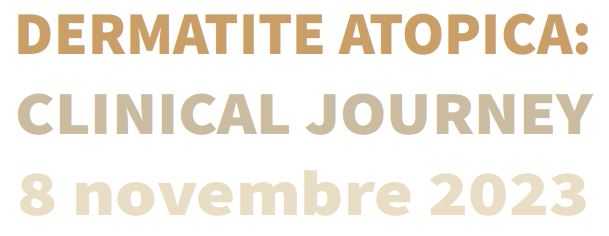 DERMATITE ATOPICA:
CLINICAL JOURNEY
8 novembre 2023